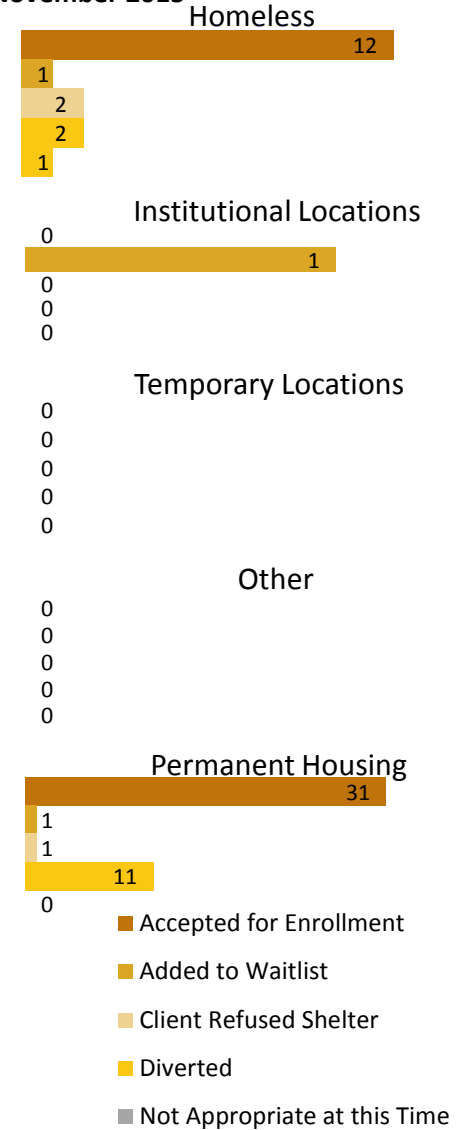 Homeless
12
1
2
2
1
Institutional Locations
0
1
0
0
0
Temporary Locations
0
0
0
0
0
Other
0
0
0
0
0
Permanent Housing
31
1
1
11
0
Accepted for Enrollment
Added to Waitlist
Client Refused Shelter
Diverted
Not Appropriate at this Time